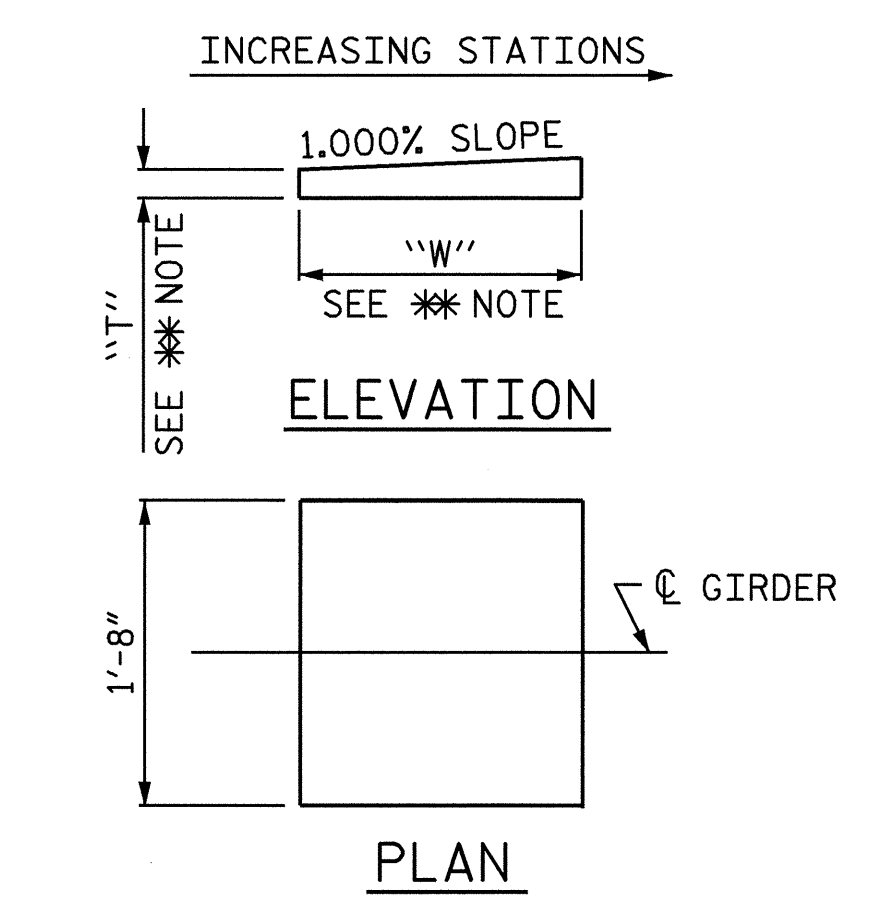 INCREASING STATIONS
1.000% SLOPE
"T"
SEE ** NOTE
"W"
SEE ** NOTE
ELEVATION
1'-8"
℄ GIRDER
PLAN